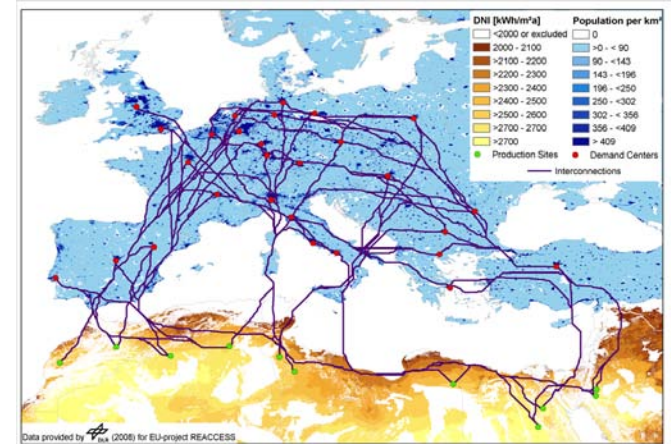 DNI [kWh/m²a]
<2000 or excluded
2000 - 2100
>2100 - 2200
>2200 - 2300
>2300 - 2400
>2400 - 2500
>2500 - 2600
>2700 - 2700
>2700
Population per km²
0
>0 - < 90
90 - <143
143 - <196
196 - <250
250 - <302
302 - < 356
356 - <409
> 409
Production Sites
Demand Centers
Interconnections
Data provided by DLR (2008) for EU-project REACCESS